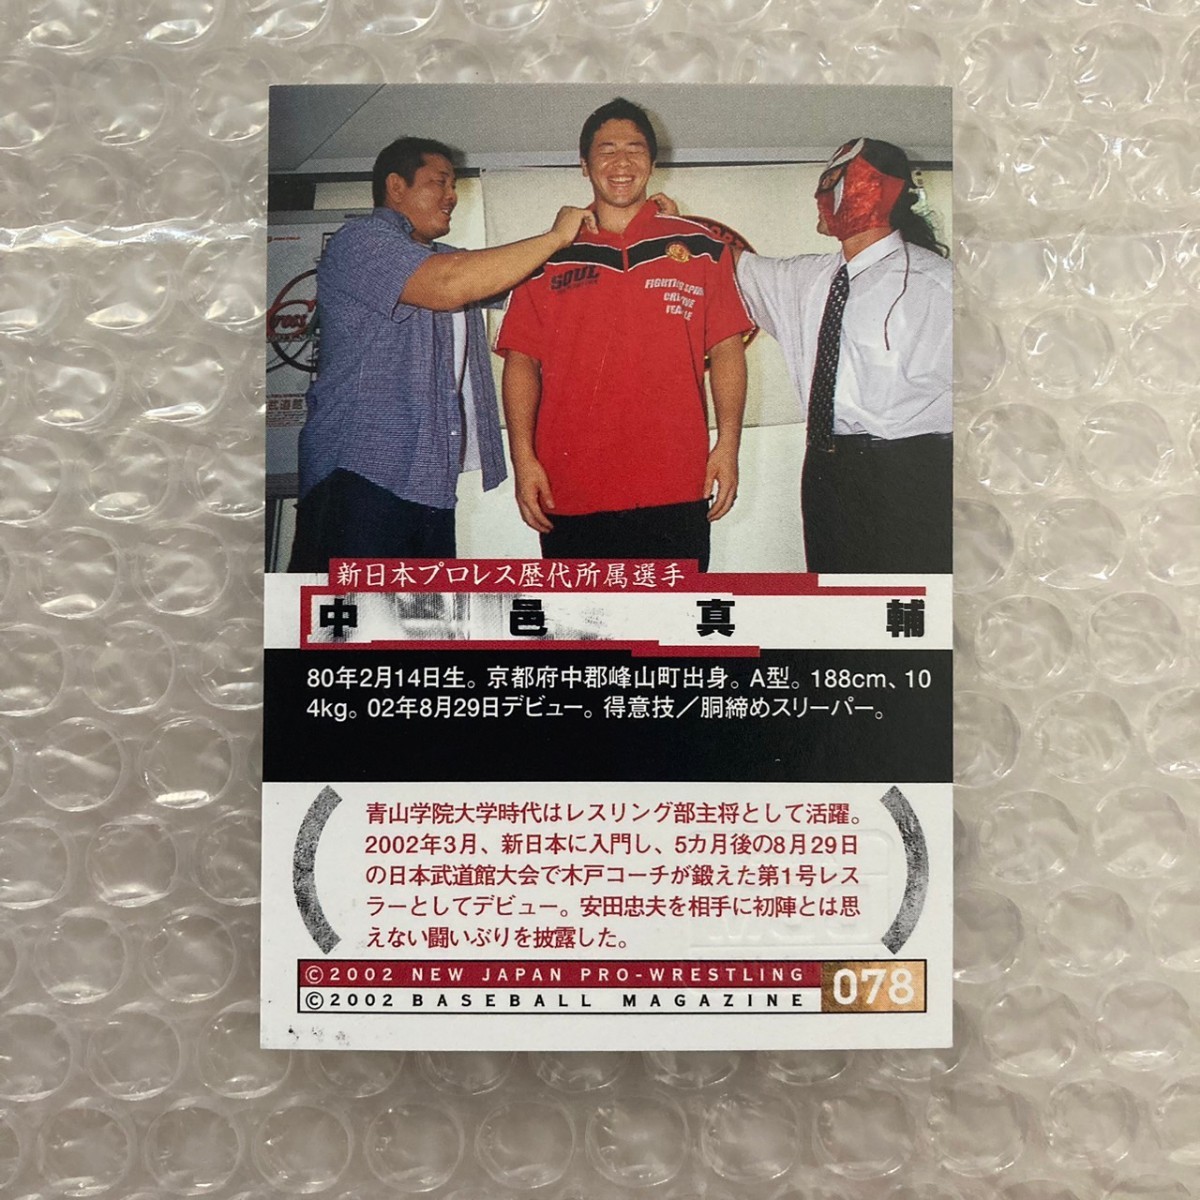 SOUL
FIGHTING SPIRIT
武道館
新日本プロレス歴代所属選手
中邑真輔
80年2月14日生。京都府中郡峰山町出身。A型。188cm、10
4kg。02年8月29日デビュー。得意技／胴締めスリーパー。
青山学院大学時代はレスリング部主将として活躍。
2002年3月、新日本に入門し、5カ月後の8月29日
の日本武道館大会で木戸コーチが鍛えた第1号レス
ラーとしてデビュー。安田忠夫を相手に初陣とは思
えない闘いぶりを披露した。
©2002 NEW JAPAN PRO-WRESTLING
©2002 BASEBALL MAGAZINE
078